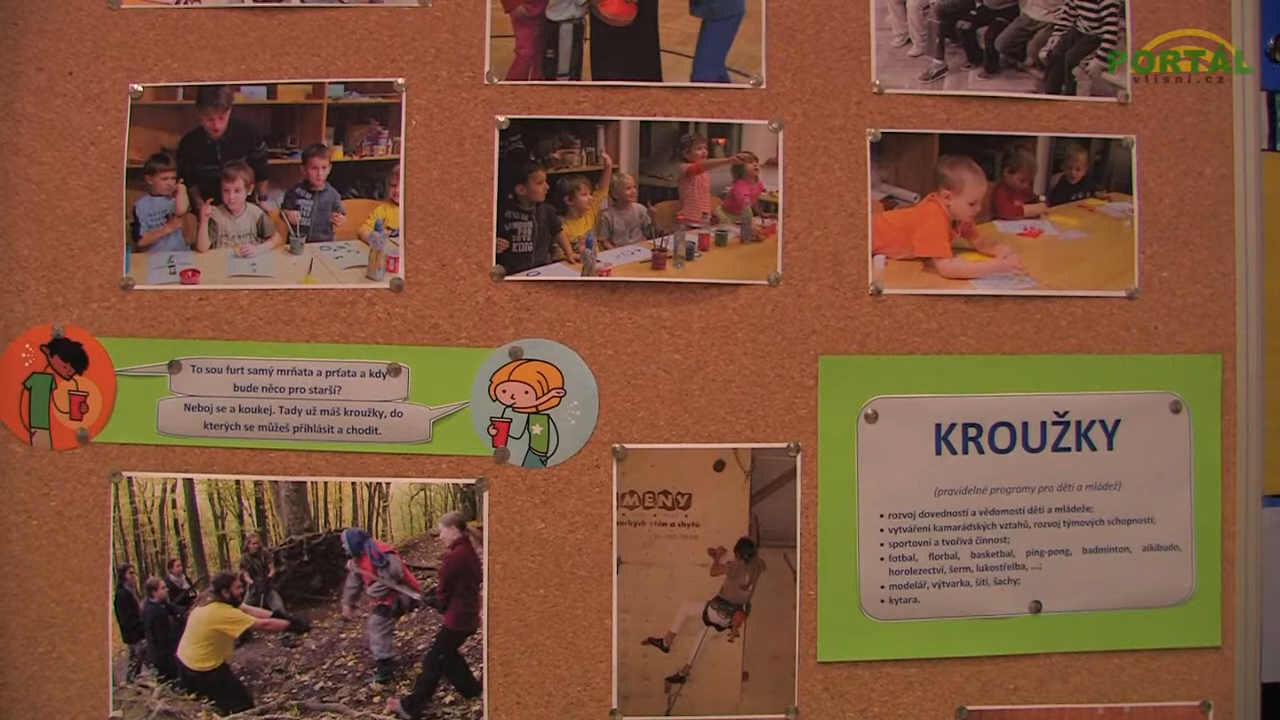 PORTÁL
vlisni.cz
To sou furt samý mrňata a prťata a kdy
bude něco pro starší?
Neboj se a koukej. Tady už máš kroužky, do
kterých se můžeš přihlásit a chodit.
KROUŽKY
(pravidelné programy pro děti a mládež)
• rozvoj dovedností a vědomostí dětí a mládeže;
• vytváření kamarádských vztahů, rozvoj týmových schopností;
• sportovní a tvořivá činnost;
• fotbal, florbal, basketbal, ping-pong, badminton, aikibudo,
horolezectví, šerm, lukostřelba, ...;
• modelář, výtvarka, šití, šachy;
• kytara.
MENY
KING